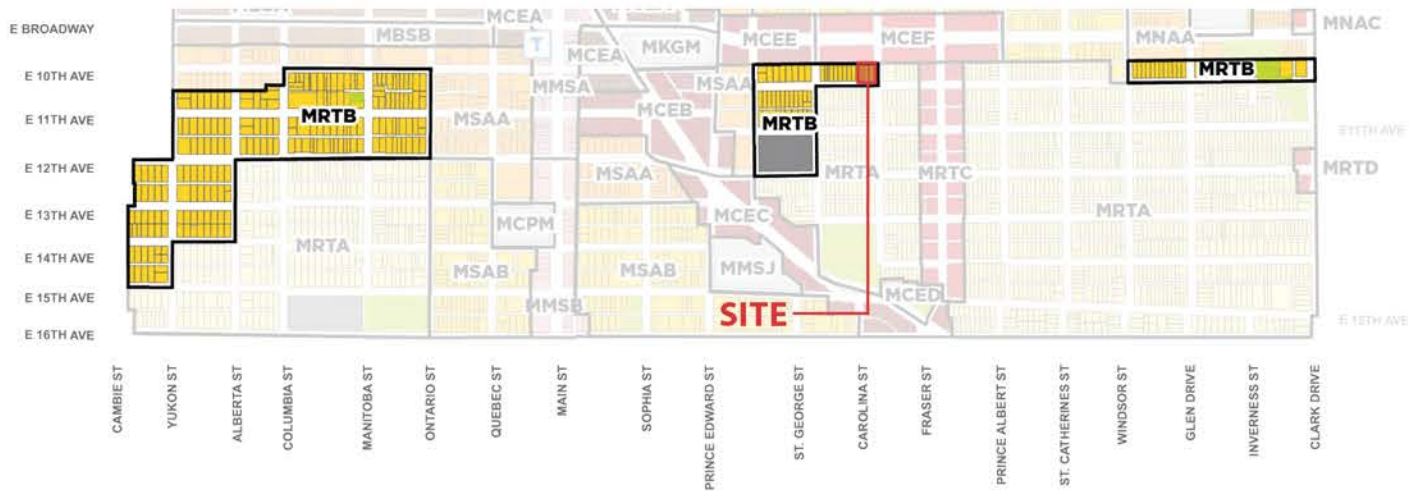 E BROADWAY
MCEA
MBSB
T
MCEA
MKGM
MCEE
MCEF
MNAA
MNAC
E 10TH AVE
MMSA
MSAA
MRTB
E 11TH AVE
MRTB
MSAA
MCEB
MRTB
E 11TH AVE
E 12TH AVE
MSAA
MRTA
MRTC
MRTD
E 13TH AVE
MCPM
MCEC
MRTA
E 14TH AVE
MRTA
MSAB
MSAB
MMSJ
E 15TH AVE
MMSB
MCED
SITE
E 16TH AVE
E 15TH AVE
CAMBIE ST
YUKON ST
ALBERTA ST
COLUMBIA ST
MANITOBA ST
ONTARIO ST
QUEBEC ST
MAIN ST
SOPHIA ST
PRINCE EDWARD ST
ST. GEORGE ST
CAROLINA ST
FRASER ST
PRINCE ALBERT ST
ST. CATHERINES ST
WINDSOR ST
GLEN DRIVE
INVERNESS ST
CLARK DRIVE